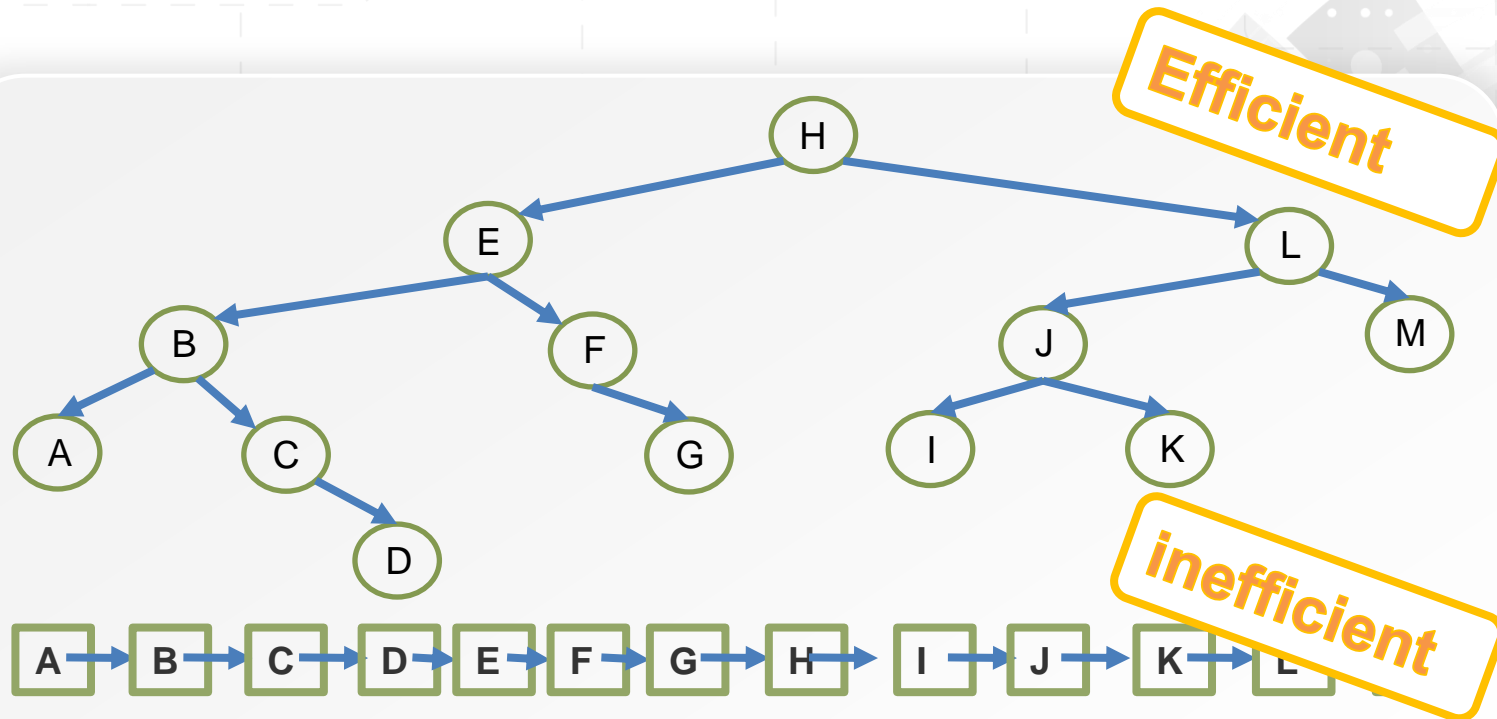 Efficient
H
E
L
B
F
J
M
A
C
G
I
K
D
inefficient
A B C D E F G H I J K L